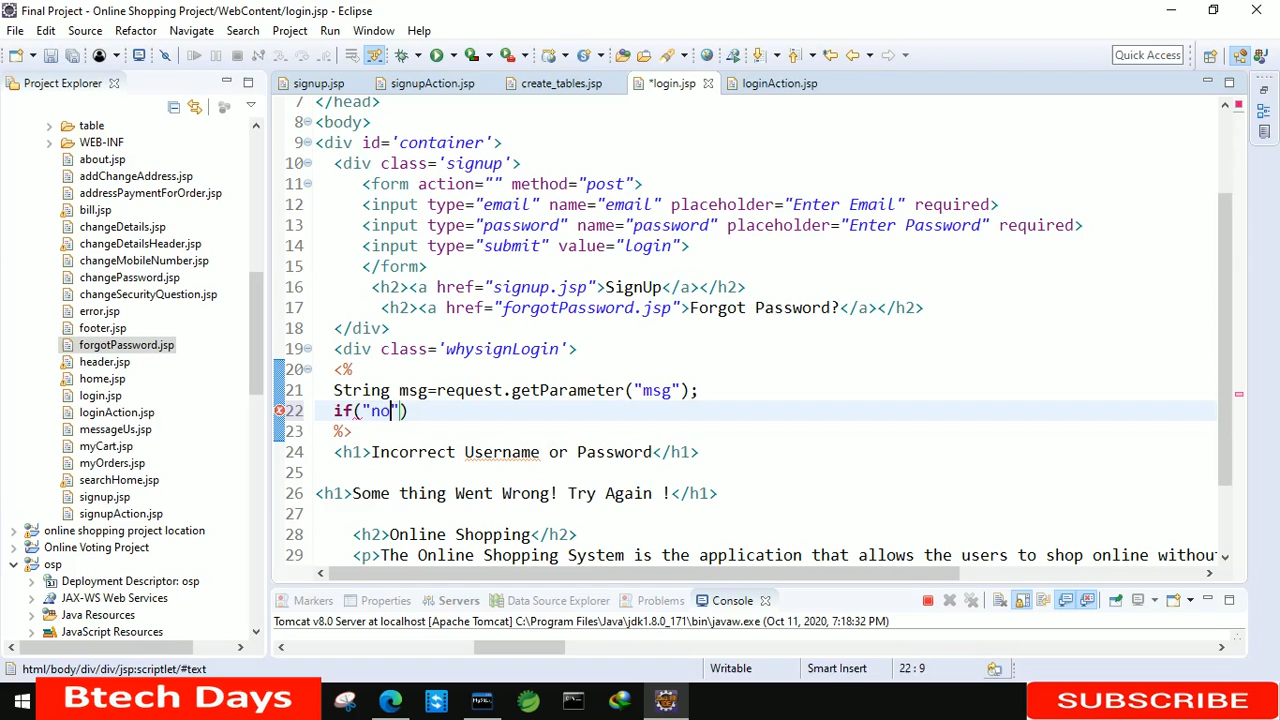 Final Project - Online Shopping Project/WebContent/login.jsp - Eclipse
File Edit Source Refactor Navigate Search Project Run Window Help
Quick Access
Project Explorer
signup.jsp signupAction.jsp create_tables.jsp *login.jsp loginAction.jsp
table
WEB-INF
about.jsp
addChangeAddress.jsp
addressPaymentForOrder.jsp
bill.jsp
changeDetails.jsp
changeDetailsHeader.jsp
changeMobileNumber.jsp
changePassword.jsp
changeSecurityQuestion.jsp
error.jsp
footer.jsp
forgotPassword.jsp
header.jsp
home.jsp
login.jsp
loginAction.jsp
messageUs.jsp
myCart.jsp
myOrders.jsp
searchHome.jsp
signup.jsp
signupAction.jsp
online shopping project location
Online Voting Project
osp
Deployment Descriptor: osp
JAX-WS Web Services
Java Resources
JavaScript Resources
7 </head>
8 <body>
9 <div id='container'>
10 <div class='signup'>
11 <form action="" method="post">
12 <input type="email" name="email" placeholder="Enter Email" required>
13 <input type="password" name="password" placeholder="Enter Password" required>
14 <input type="submit" value="login">
15 </form>
16 <h2><a href="signup.jsp">SignUp</a></h2>
17 <h2><a href="forgotPassword.jsp">Forgot Password?</a></h2>
18 </div>
19 <div class='whysignLogin'>
20 <%
21 String msg=request.getParameter("msg");
22 if("no")
23 %>
24 <h1>Incorrect Username or Password</h1>
25
26 <h1>Some thing Went Wrong! Try Again !</h1>
27
28 <h2>Online Shopping</h2>
29 <p>The Online Shopping System is the application that allows the users to shop online withou
Markers Properties Servers Data Source Explorer Problems Console
Tomcat v8.0 Server at localhost [Apache Tomcat] C:\Program Files\Java\jdk1.8.0_171\bin\javaw.exe (Oct 11, 2020, 7:18:32 PM)
html/body/div/div/jsp:scriptlet/#text
Writable Smart Insert 22 : 9
Btech Days
SUBSCRIBE